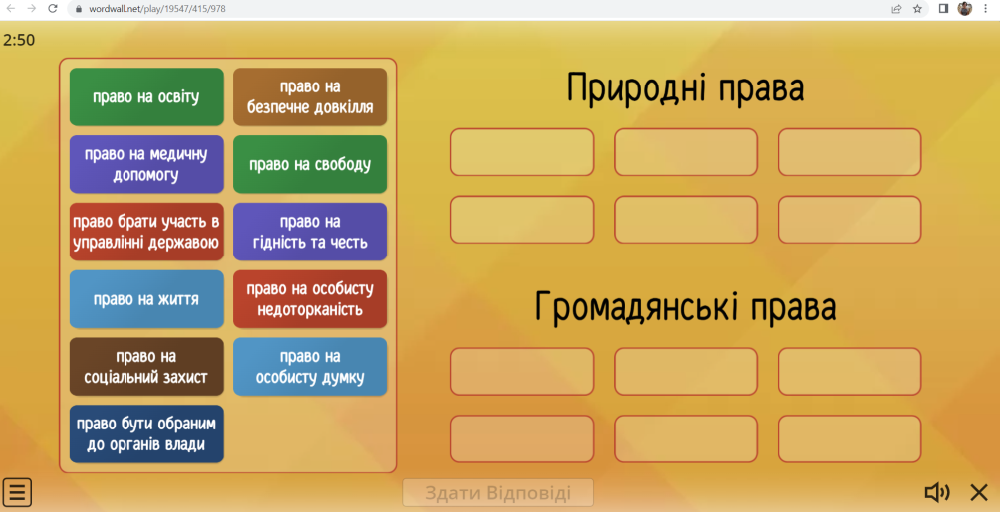 wordwall.net/play/19547/415/978
2:50
право на освіту
право на
безпечне довкілля
право на медичну
допомогу
право на свободу
право брати участь в
управлінні державою
право на
гідність та честь
право на життя
право на особисту
недоторканість
право на
соціальний захист
право на
особисту думку
право бути обраним
до органів влади
Природні права
Громадянські права
Здати Відповіді